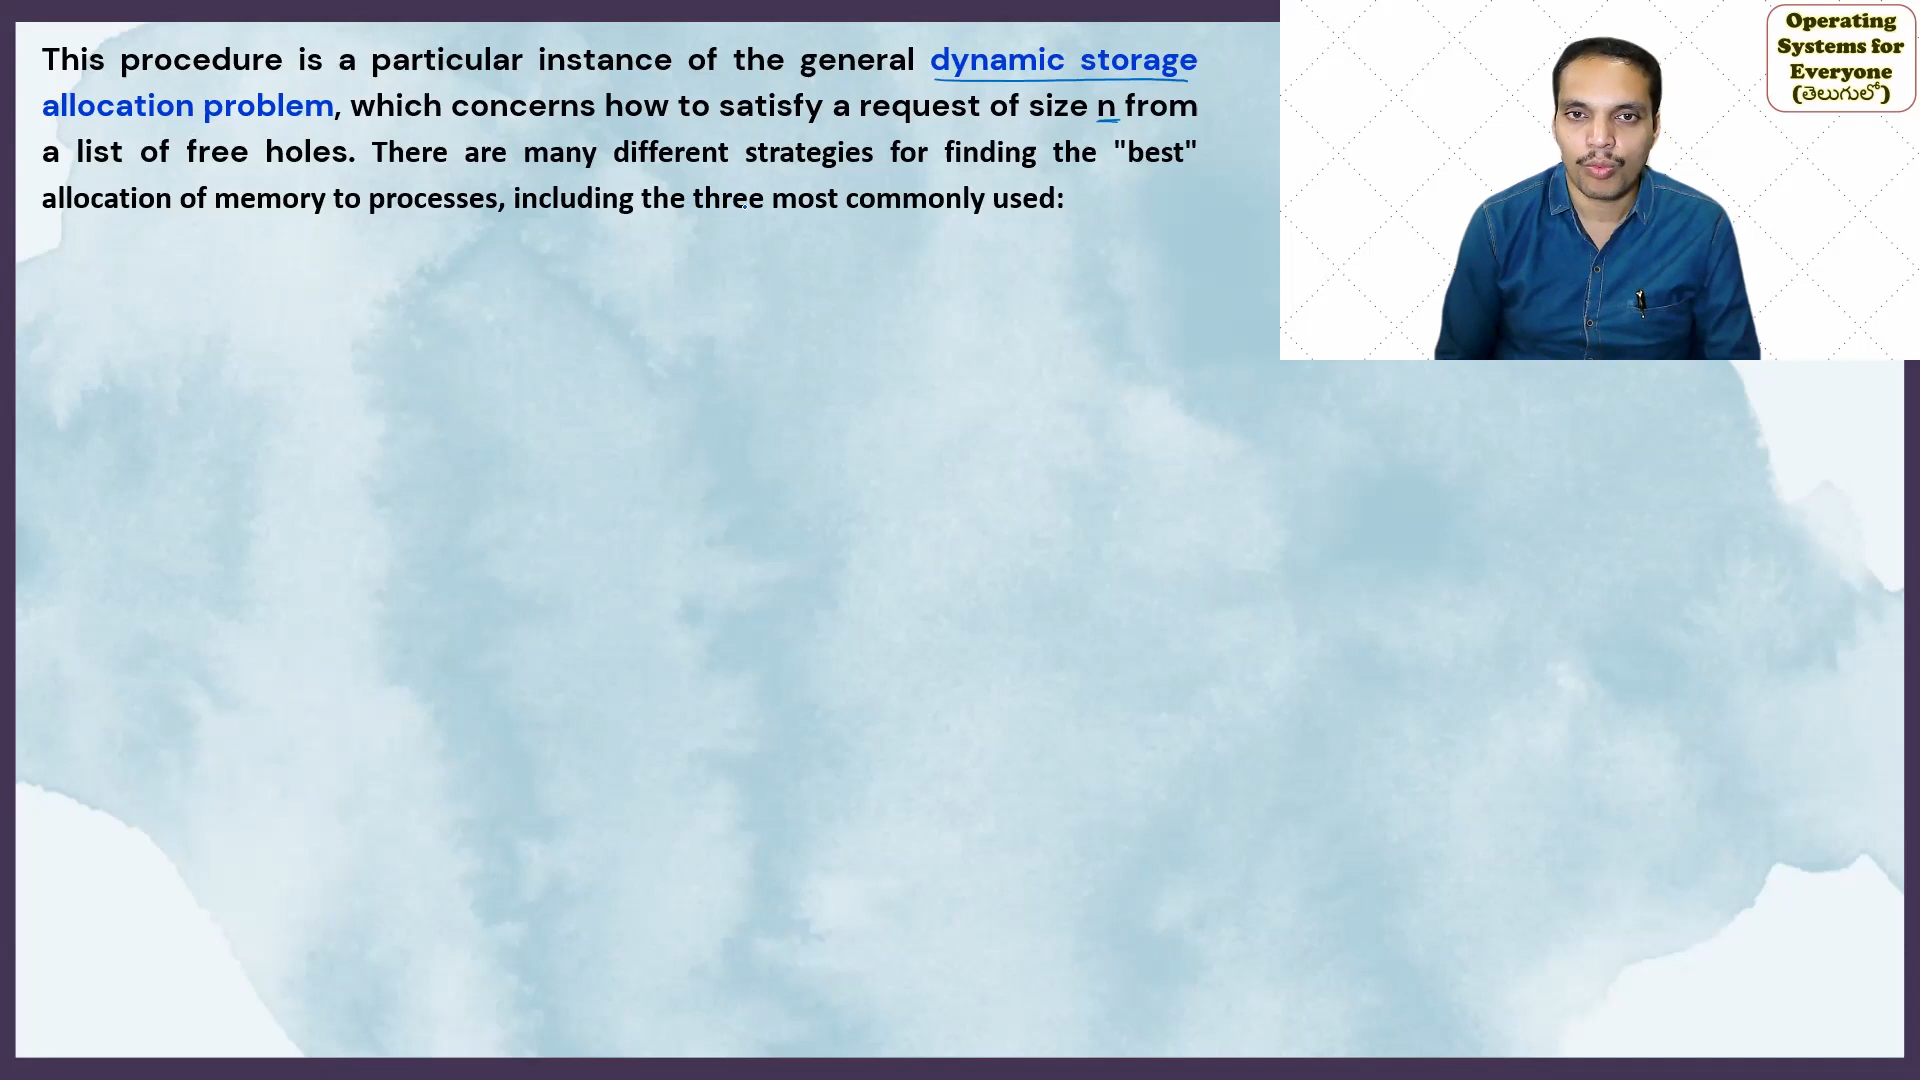 This procedure is a particular instance of the general dynamic storage
allocation problem, which concerns how to satisfy a request of size n from
a list of free holes. There are many different strategies for finding the "best"
allocation of memory to processes, including the three most commonly used:
Operating
Systems for
Everyone
(తెలుగులో)